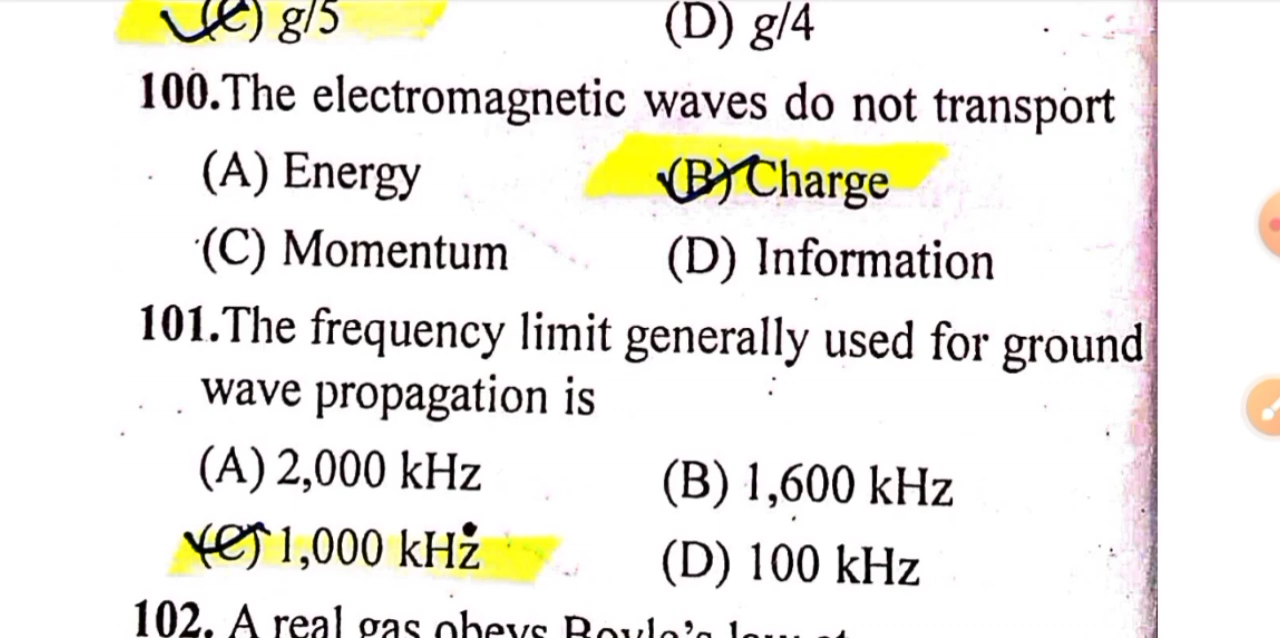 (C) g/5 (D) g/4
100. The electromagnetic waves do not transport
(A) Energy (B) Charge
(C) Momentum (D) Information
101. The frequency limit generally used for ground
wave propagation is
(A) 2,000 kHz (B) 1,600 kHz
(C) 1,000 kHz (D) 100 kHz
102. A real gas obeys Boyle's law at